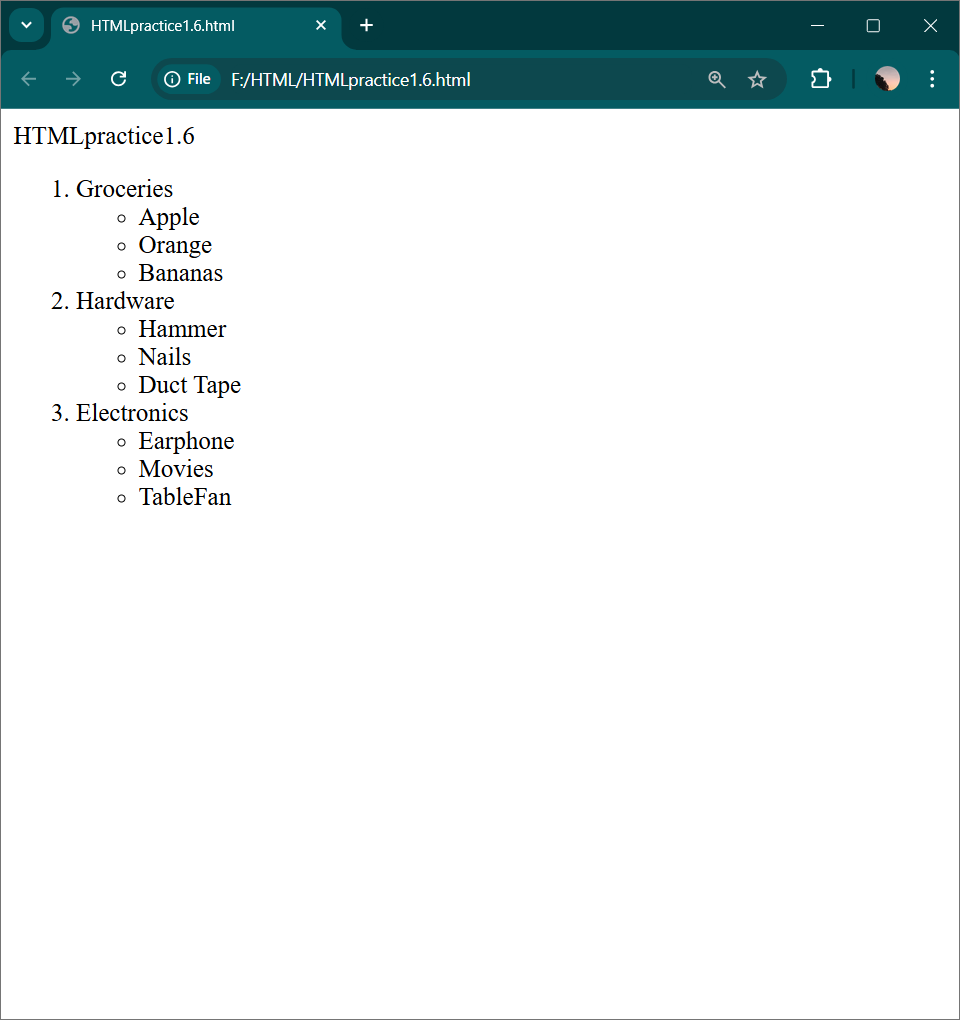 HTMLpractice1.6.html
File F:/HTML/HTMLpractice1.6.html
HTMLpractice1.6
1. Groceries
Apple
Orange
Bananas
2. Hardware
Hammer
Nails
Duct Tape
3. Electronics
Earphone
Movies
TableFan